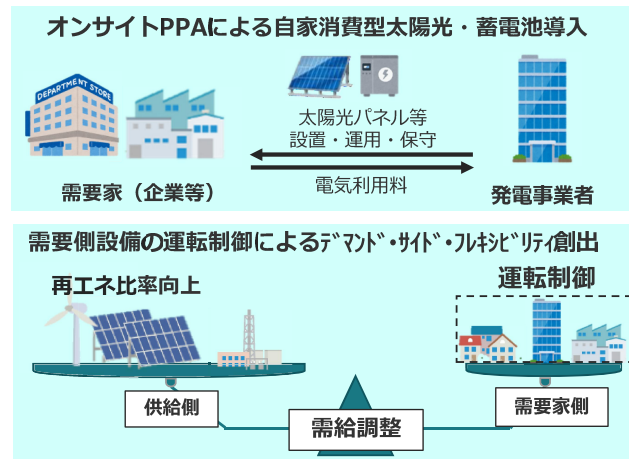 オンサイトPPAによる自家消費型太陽光・蓄電池導入
DEPARTMENT STORE
太陽光パネル等
設置・運用・保守
電気利用料
需要家（企業等）
発電事業者
需要側設備の運転制御によるﾃﾞﾏﾝﾄﾞ･ｻｲﾄﾞ･ﾌﾚｷｼﾋﾞﾘﾃｨ創出
再エネ比率向上
運転制御
供給側
需要家側
需給調整